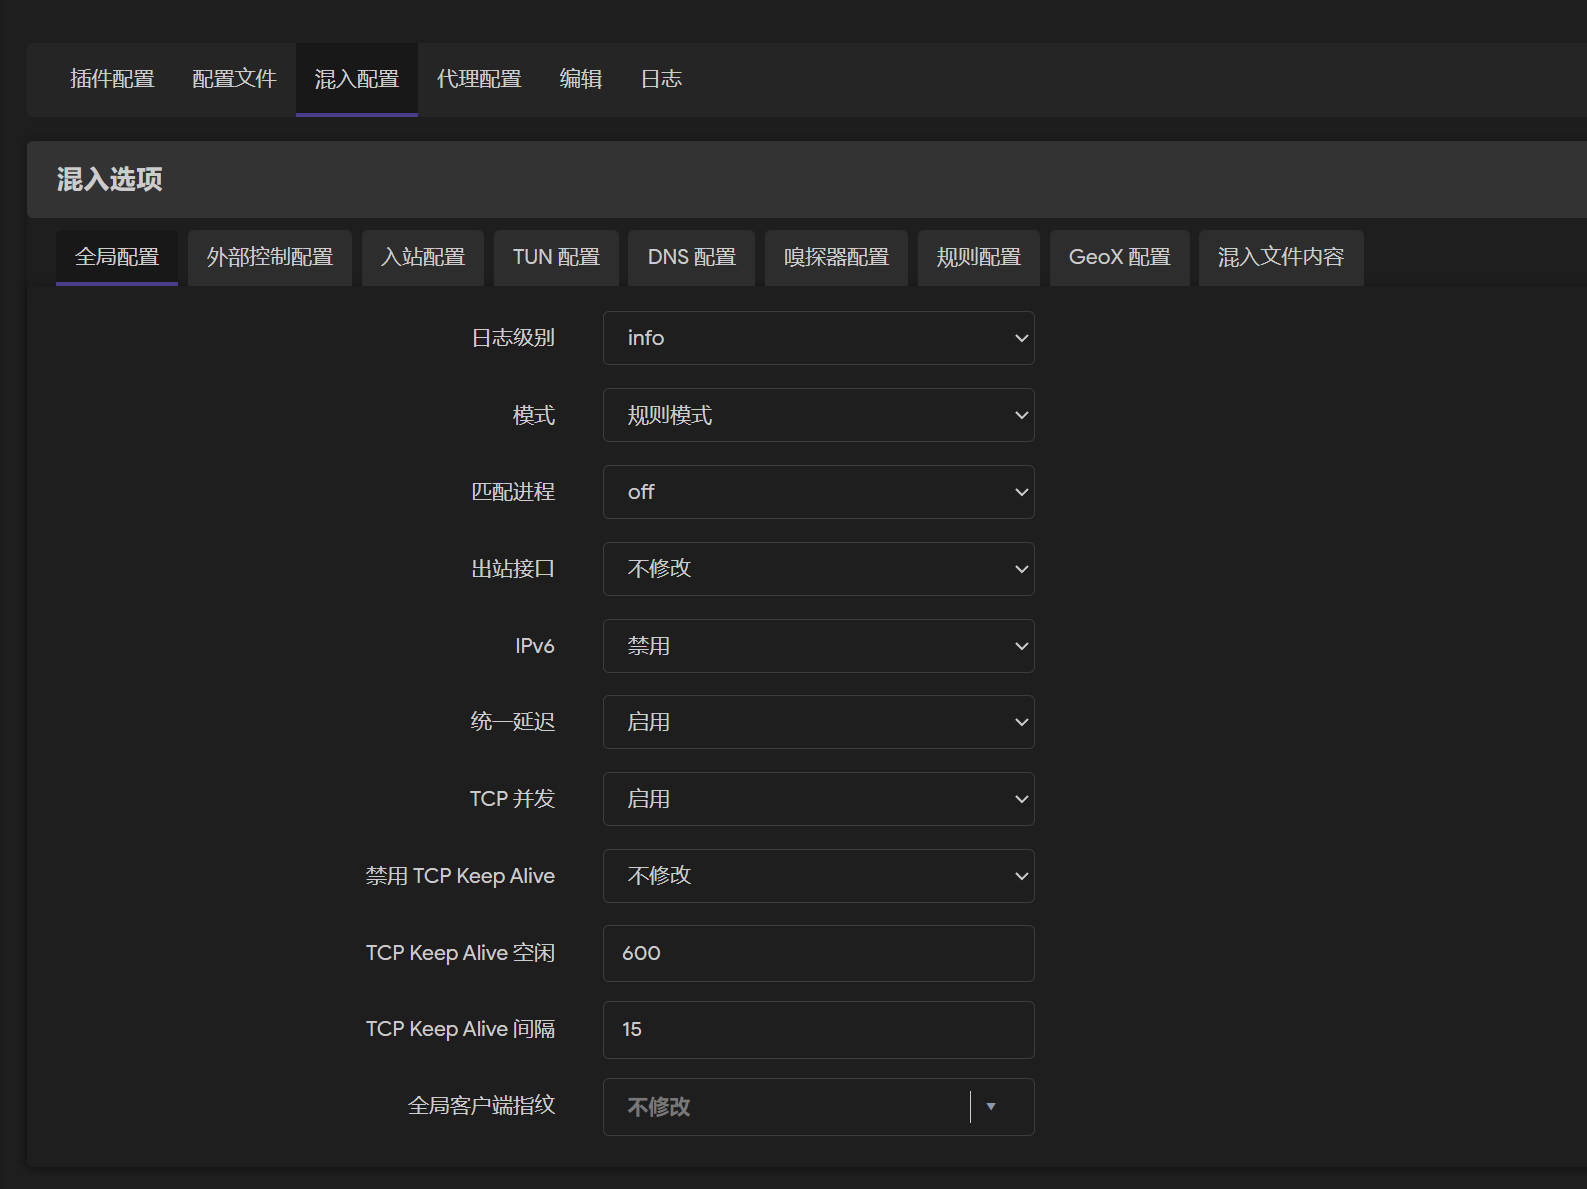 插件配置 配置文件 混入配置 代理配置 编辑 日志
混入选项
全局配置 外部控制配置 入站配置 TUN 配置 DNS 配置 嗅探器配置 规则配置 GeoX 配置 混入文件内容
日志级别 info
模式 规则模式
匹配进程 off
出站接口 不修改
IPv6 禁用
统一延迟 启用
TCP 并发 启用
禁用 TCP Keep Alive 不修改
TCP Keep Alive 空闲 600
TCP Keep Alive 间隔 15
全局客户端指纹 不修改